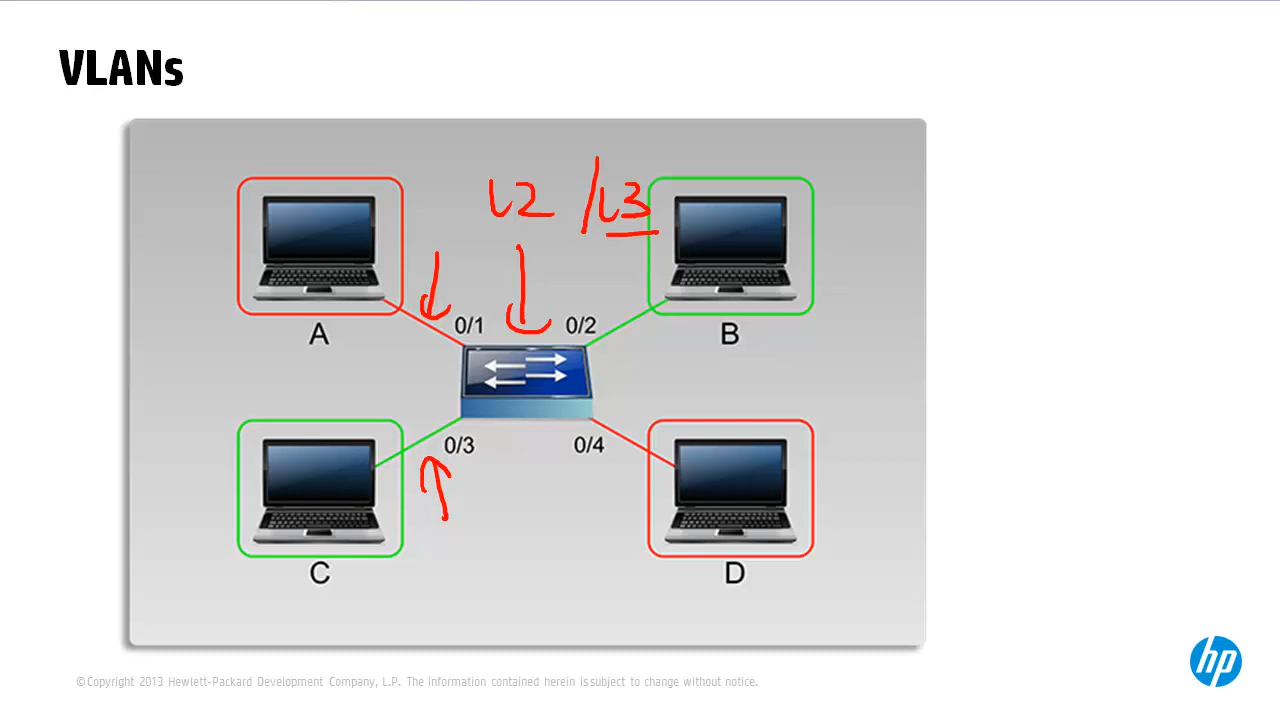 VLANs
L2 / L3
0/1 0/2
A B
0/3 0/4
C D
hp
©Copyright 2013 Hewlett-Packard Development Company, L.P. The information contained herein is subject to change without notice.